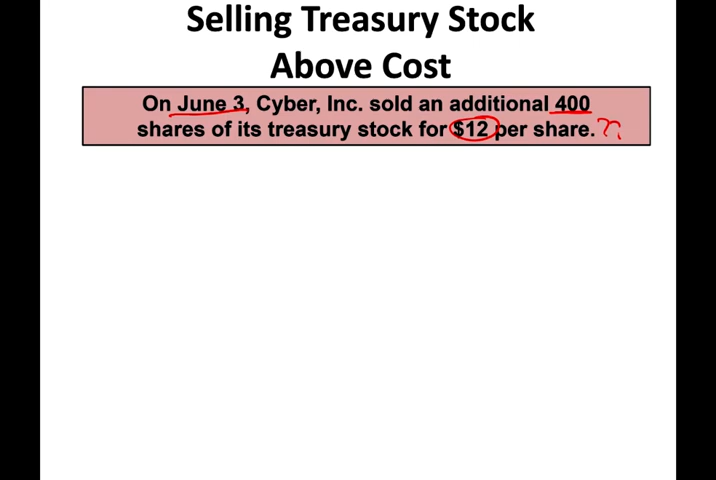 Selling Treasury Stock
Above Cost
On June 3, Cyber, Inc. sold an additional 400
shares of its treasury stock for $12 per share.??